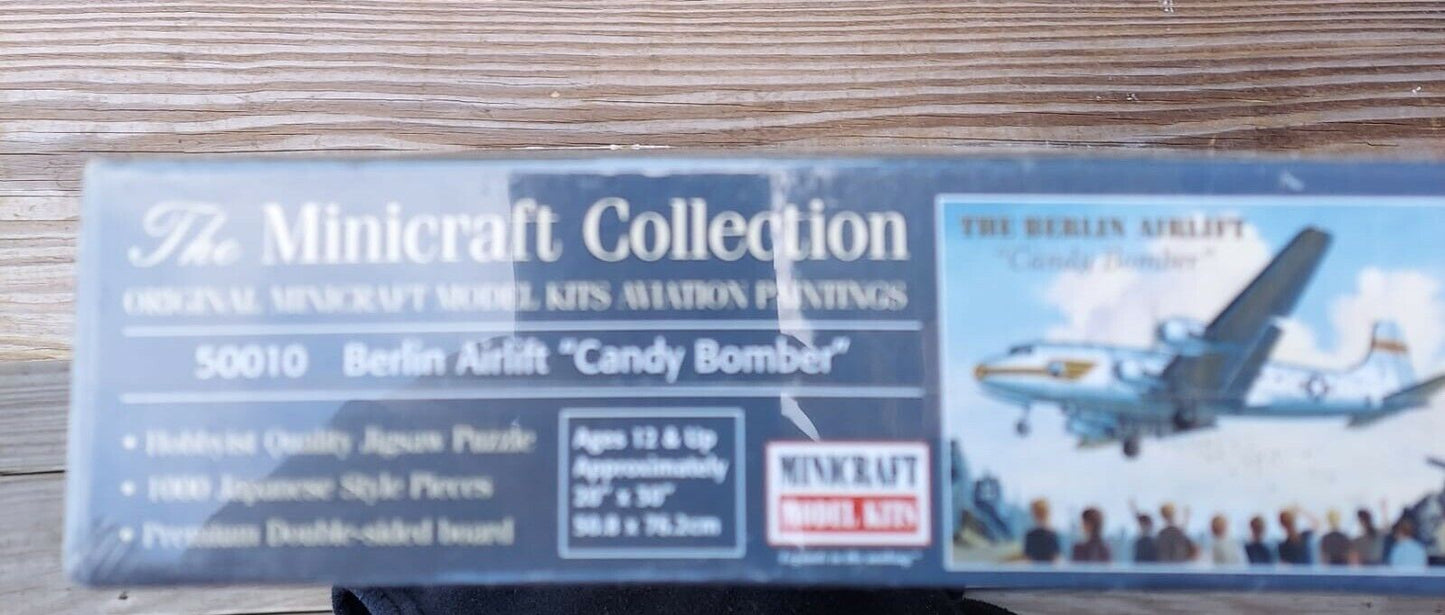 The Minicraft Collection
ORIGINAL MINICRAFT MODEL KITS AVIATION PAINTINGS
50010 Berlin Airlift "Candy Bomber"
• Hobbyist Quality Jigsaw Puzzle
• 1000 Japanese Style Pieces
• Premium Double-sided board
Ages 12 & Up
Approximately
20" x 30"
50.8 x 76.2cm
MINICRAFT
MODEL KITS
THE BERLIN AIRLIFT
"Candy Bomber"